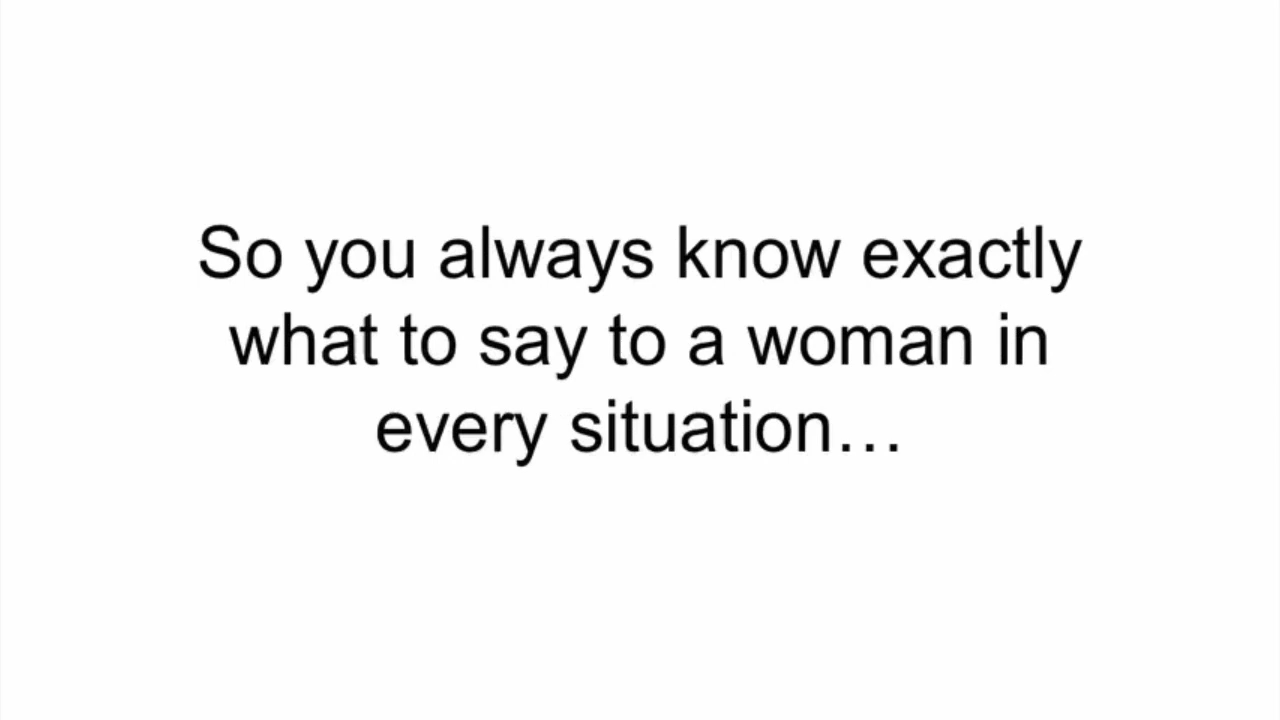 So you always know exactly
what to say to a woman in
every situation…